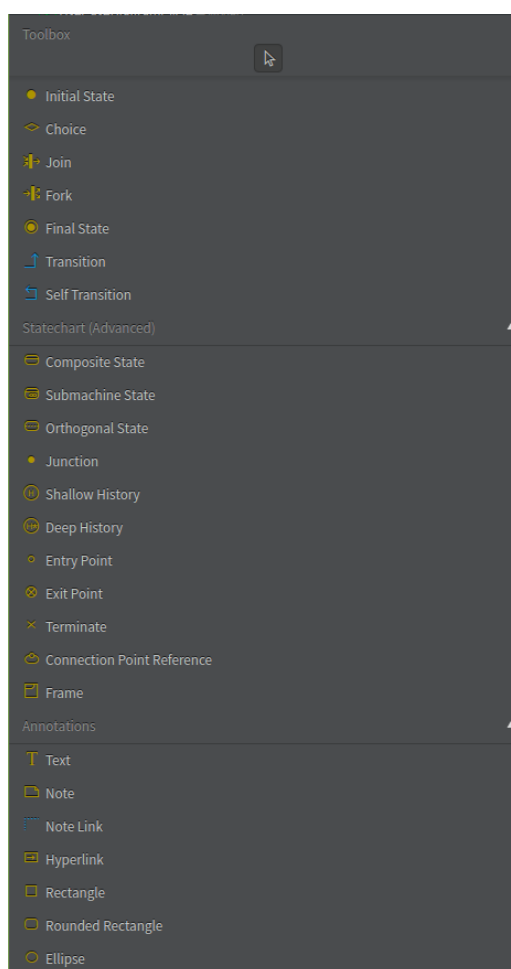 Toolbox
Initial State
Choice
Join
Fork
Final State
Transition
Self Transition
Statechart (Advanced)
Composite State
Submachine State
Orthogonal State
Junction
Shallow History
Deep History
Entry Point
Exit Point
Terminate
Connection Point Reference
Frame
Annotations
Text
Note
Note Link
Hyperlink
Rectangle
Rounded Rectangle
Ellipse